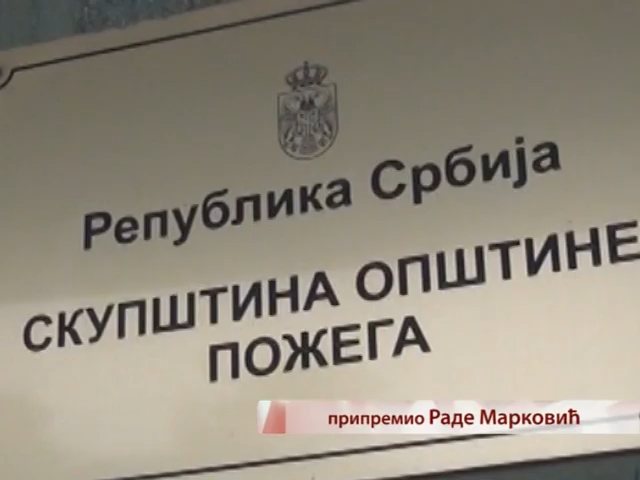 Република Србија
СКУПШТИНА ОПШТИНЕ
ПОЖЕГА
припремио Раде Марковић